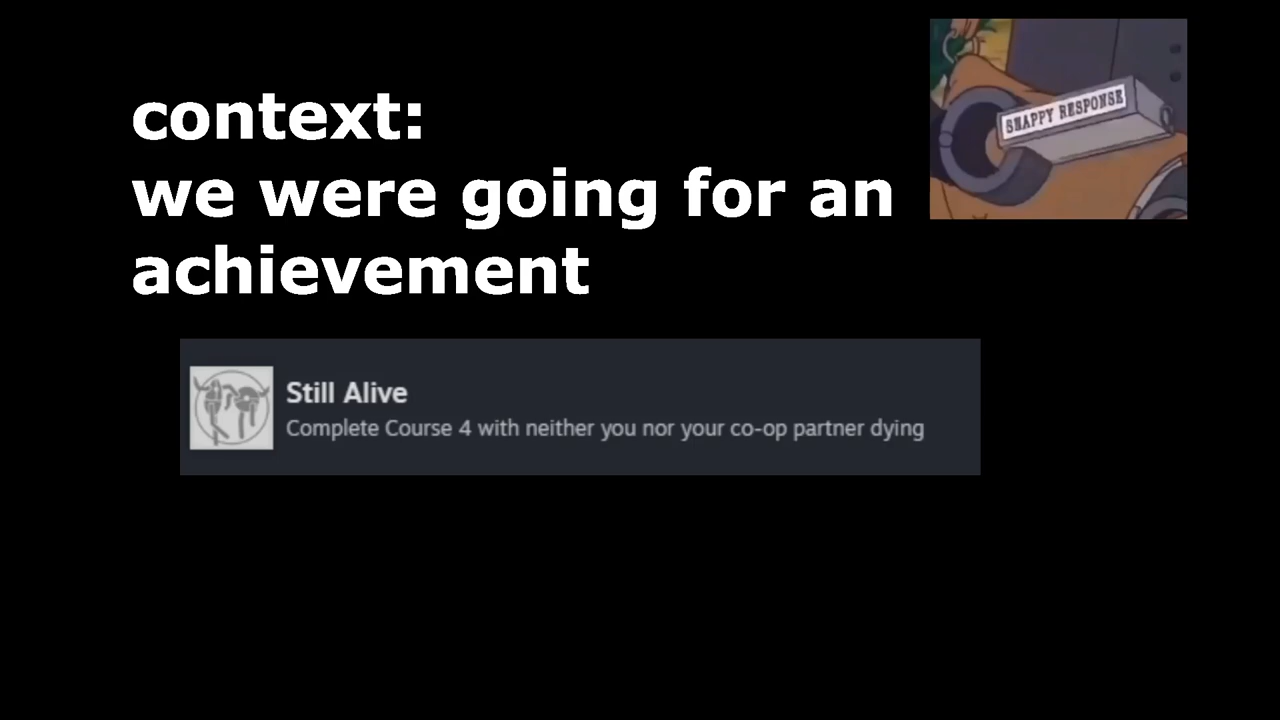 context:
we were going for an
achievement
SNAPPY RESPONSE
Still Alive
Complete Course 4 with neither you nor your co-op partner dying